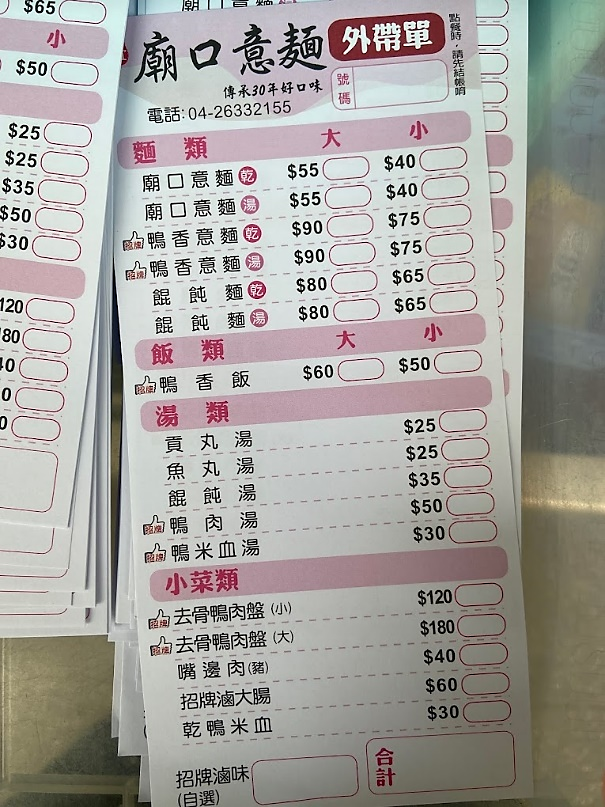 $65
小
$50
$25
$25
$35
$50
$30
120
180
40
0
0
廟口意麵 外帶單
點餐時，請先結帳唷
傳承30年好口味
號碼
電話: 04-26332155
麵類 大 小
廟口意麵 乾 $55 $40
廟口意麵 湯 $55 $40
招牌 鴨香意麵 乾 $90 $75
招牌 鴨香意麵 湯 $90 $75
餛飩麵 乾 $80 $65
餛飩麵 湯 $80 $65
飯類 大 小
招牌 鴨香飯 $60 $50
湯類
貢丸湯 $25
魚丸湯 $25
餛飩湯 $35
招牌 鴨肉湯 $50
招牌 鴨米血湯 $30
小菜類
招牌 去骨鴨肉盤(小) $120
招牌 去骨鴨肉盤(大) $180
嘴邊肉(豬) $40
招牌滷大腸 $60
乾鴨米血 $30
招牌滷味
(自選)
合計